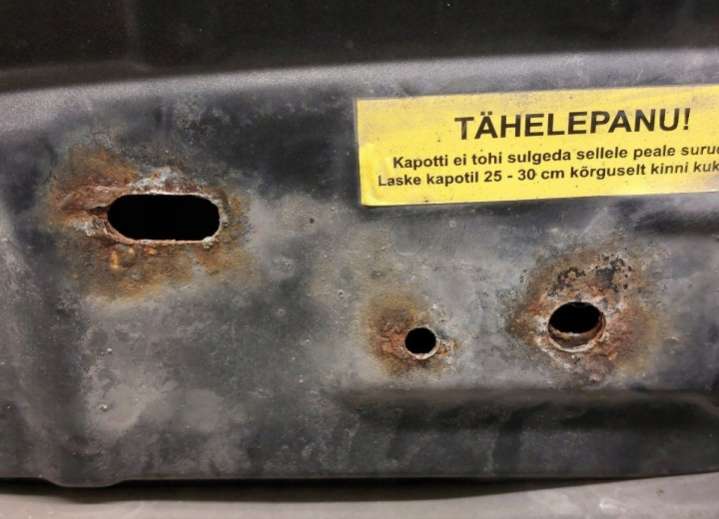 TÄHELEPANU!
Kapotti ei tohi sulgeda sellele peale
Laske kapotil 25 - 30 cm kõrguselt kinni